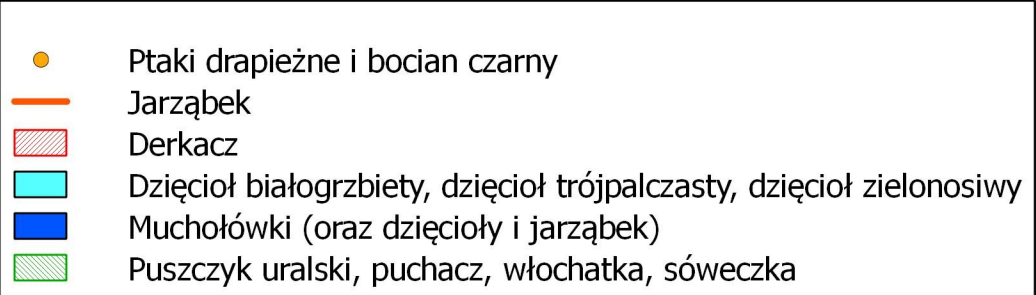 Ptaki drapieżne i bocian czarny
Jarząbek
Derkacz
Dzięcioł białogrzbiety, dzięcioł trójpalczasty, dzięcioł zielonosiwy
Muchołówki (oraz dzięcioły i jarząbek)
Puszczyk uralski, puchacz, włochatka, sóweczka